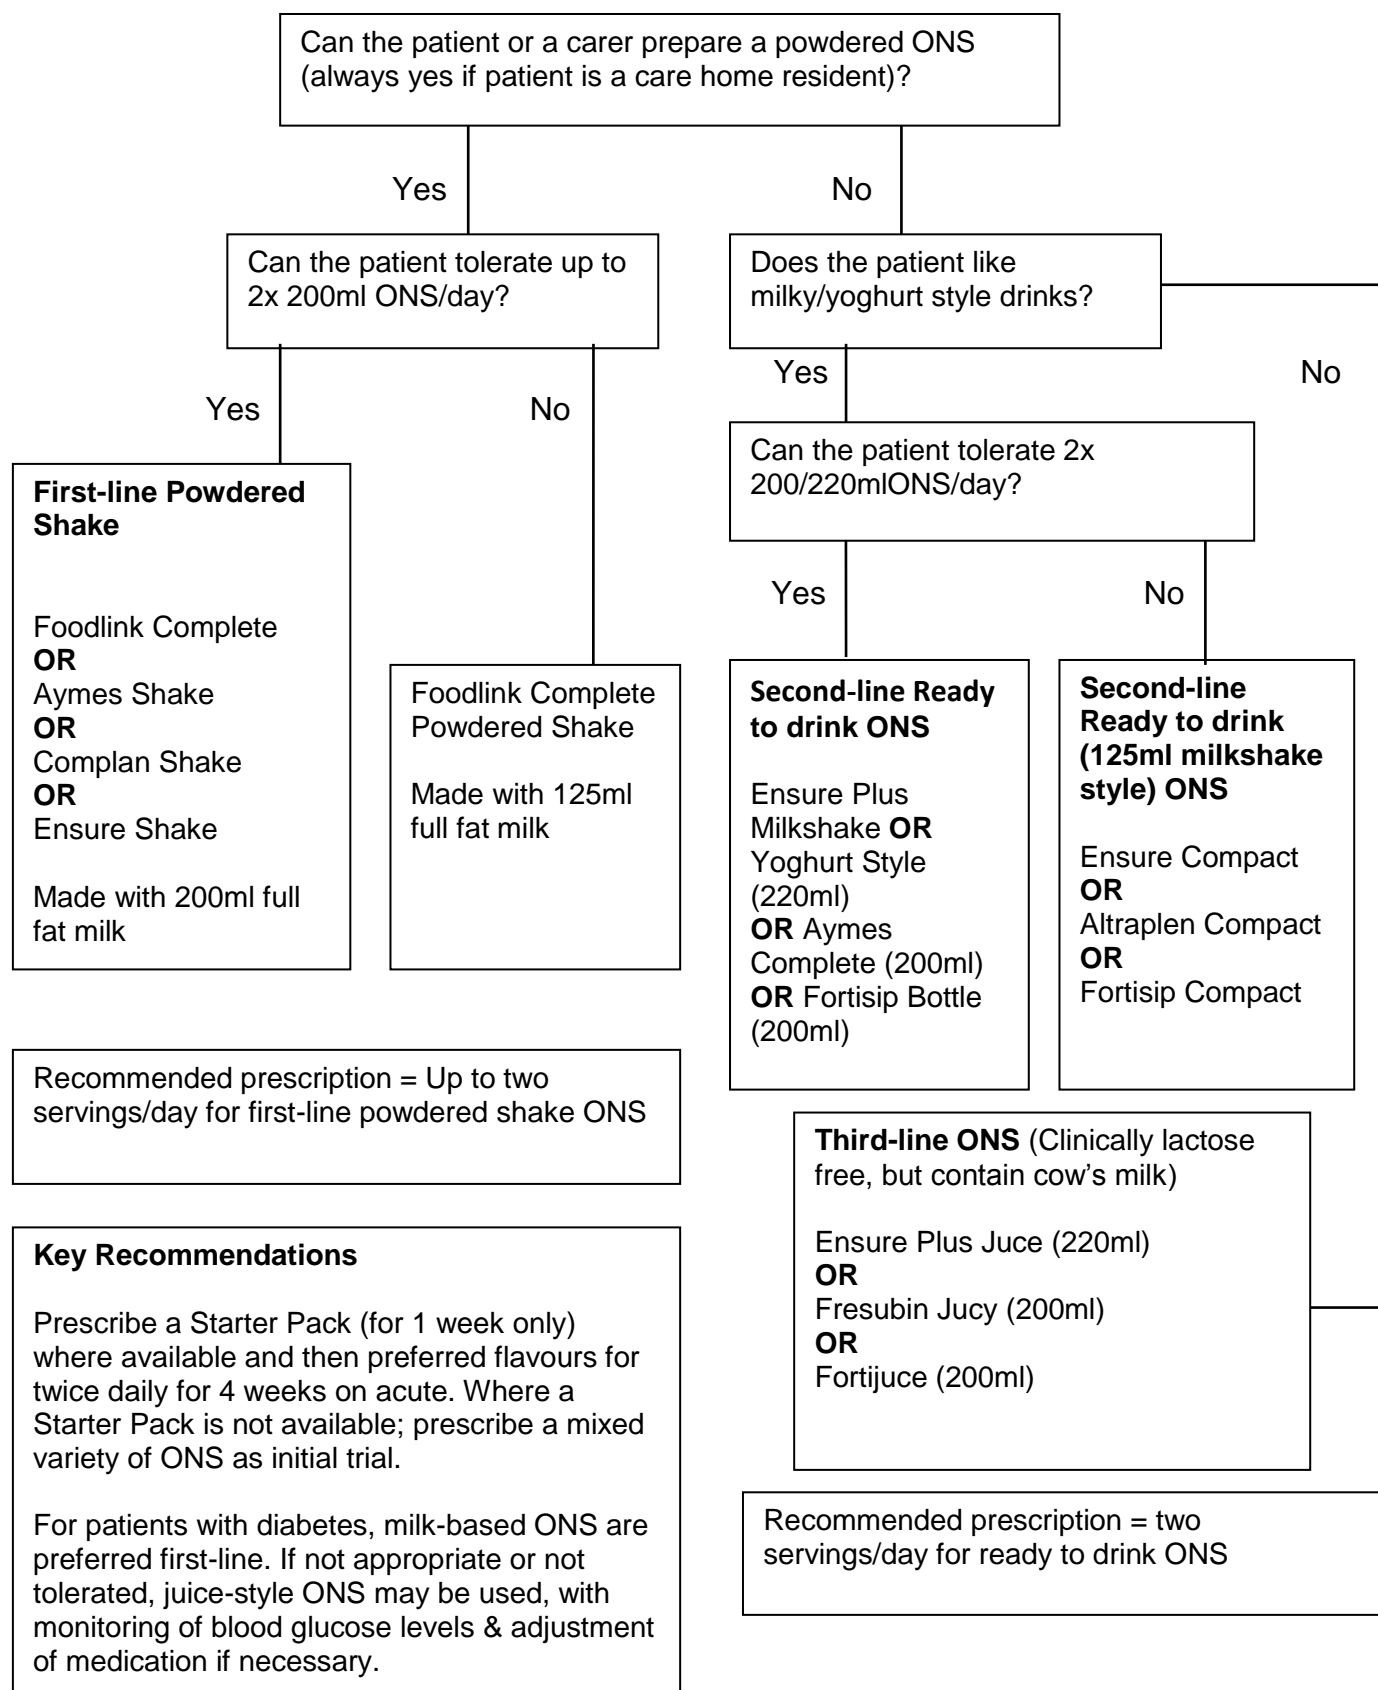 Can the patient or a carer prepare a powdered ONS
(always yes if patient is a care home resident)?
Yes
No
Can the patient tolerate up to
2x 200ml ONS/day?
Does the patient like
milky/yoghurt style drinks?
Yes
No
Yes
No
Can the patient tolerate 2x
200/220mlONS/day?
Yes
No
First-line Powdered
Shake
Foodlink Complete
OR
Aymes Shake
OR
Complan Shake
OR
Ensure Shake
Made with 200ml full
fat milk
Foodlink Complete
Powdered Shake
Made with 125ml
full fat milk
Second-line Ready
to drink ONS
Ensure Plus
Milkshake OR
Yoghurt Style
(220ml)
OR Aymes
Complete (200ml)
OR Fortisip Bottle
(200ml)
Second-line
Ready to drink
(125ml milkshake
style) ONS
Ensure Compact
OR
Altraplen Compact
OR
Fortisip Compact
Recommended prescription = Up to two
servings/day for first-line powdered shake ONS
Third-line ONS (Clinically lactose
free, but contain cow’s milk)
Ensure Plus Juce (220ml)
OR
Fresubin Jucy (200ml)
OR
Fortijuce (200ml)
Key Recommendations
Prescribe a Starter Pack (for 1 week only)
where available and then preferred flavours for
twice daily for 4 weeks on acute. Where a
Starter Pack is not available; prescribe a mixed
variety of ONS as initial trial.
For patients with diabetes, milk-based ONS are
preferred first-line. If not appropriate or not
tolerated, juice-style ONS may be used, with
monitoring of blood glucose levels & adjustment
of medication if necessary.
Recommended prescription = two
servings/day for ready to drink ONS